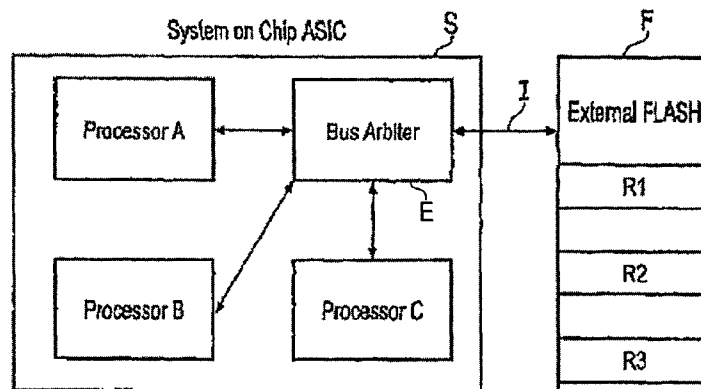 System on Chip ASIC
S
F
Processor A
Bus Arbiter
I
External FLASH
E
R1
Processor B
Processor C
R2
R3